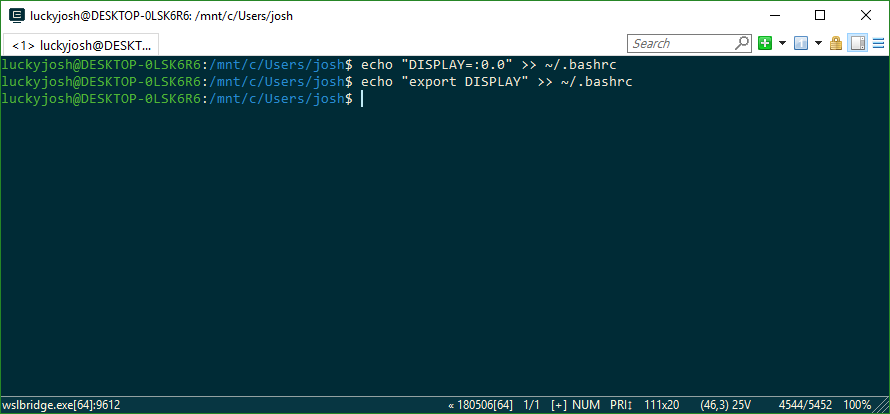 luckyjosh@DESKTOP-0LSK6R6: /mnt/c/Users/josh
<1> luckyjosh@DESKT...
Search
luckyjosh@DESKTOP-0LSK6R6:/mnt/c/Users/josh$ echo "DISPLAY=:0.0" >> ~/.bashrc
luckyjosh@DESKTOP-0LSK6R6:/mnt/c/Users/josh$ echo "export DISPLAY" >> ~/.bashrc
luckyjosh@DESKTOP-0LSK6R6:/mnt/c/Users/josh$
wslbridge.exe[64]:9612 « 180506[64] 1/1 [+] NUM PRI↕ 111x20 (46,3) 25V 4544/5452 100%